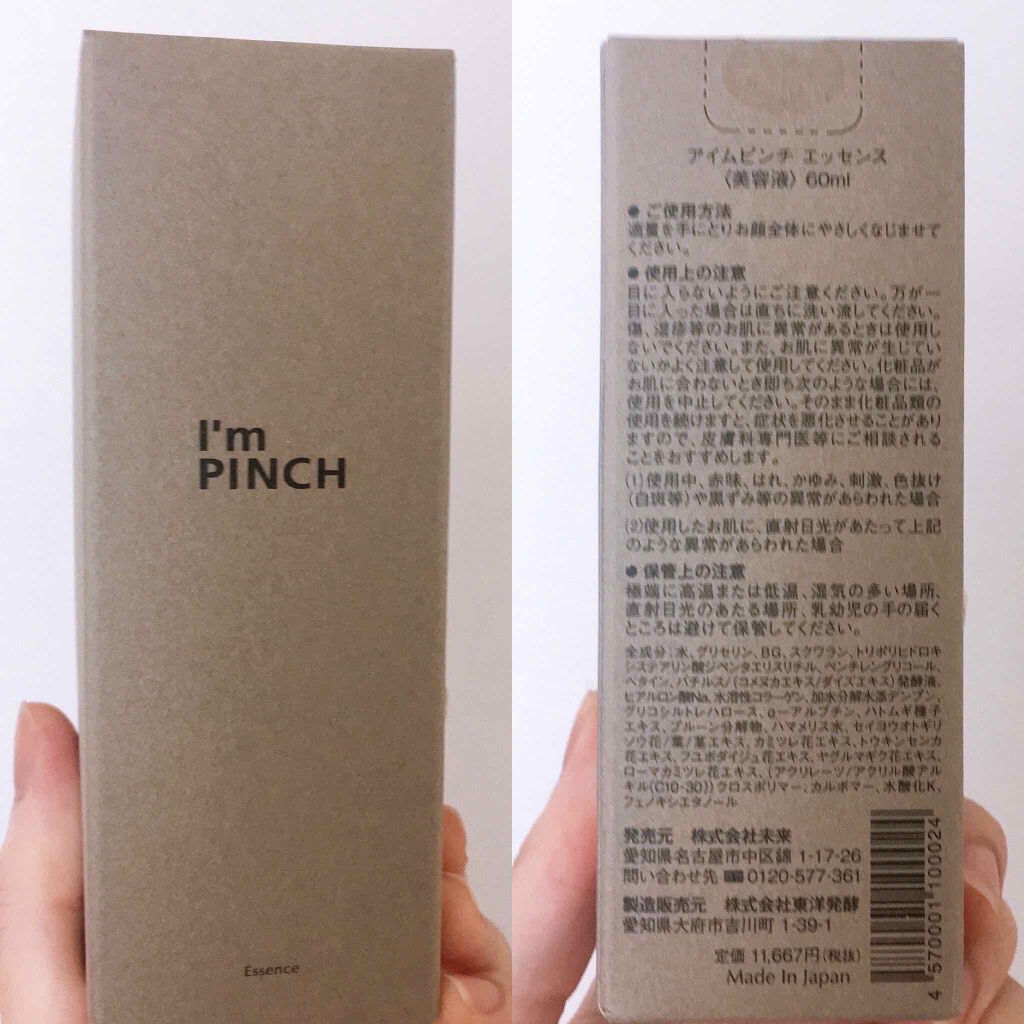 I'm
PINCH
Essence
アイムピンチ エッセンス
〈美容液〉 60ml
● ご使用方法
適量を手にとりお顔全体にやさしくなじませて
ください。
● 使用上の注意
目に入らないようにご注意ください。万が一
目に入った場合は直ちに洗い流してください。
傷、湿疹等のお肌に異常があるときは使用し
ないでください。また、お肌に異常が生じてい
ないかよく注意して使用してください。化粧品が
お肌に合わないとき即ち次のような場合には、
使用を中止してください。そのまま化粧品類の
使用を続けますと、症状を悪化させることがあり
ますので、皮膚科専門医等にご相談される
ことをおすすめします。
(1)使用中、赤味、はれ、かゆみ、刺激、色抜け
(白斑等)や黒ずみ等の異常があらわれた場合
(2)使用したお肌に、直射日光があたって上記
のような異常があらわれた場合
● 保管上の注意
極端に高温または低温、湿気の多い場所、
直射日光のあたる場所、乳幼児の手の届く
ところは避けて保管してください。
全成分:水、グリセリン、BG、スクワラン、トリポリヒドロキ
システアリン酸ジペンタエリスリチル、ペンチレングリコール、
ベタイン、バチルス/(コメヌカエキス/ダイズエキス)発酵液、
ヒアルロン酸Na、水溶性コラーゲン、加水分解水添デンプン、
グリコシルトレハロース、α-アルブチン、ハトムギ種子
エキス、プルーン分解物、ハマメリス水、セイヨウオトギリ
ソウ花/葉/茎エキス、カミツレ花エキス、トウキンセンカ
花エキス、フユボダイジュ花エキス、ヤグルマギク花エキス、
ローマカミツレ花エキス、(アクリレーツ/アクリル酸アル
キル(C10-30))クロスポリマー、カルボマー、水酸化K、
フェノキシエタノール
発売元 株式会社未来
愛知県名古屋市中区錦 1-17-26
問い合わせ先 0120-577-361
製造販売元 株式会社東洋発酵
愛知県大府市吉川町 1-39-1
定価 11,667円(税抜)
Made In Japan
4 570001 100024